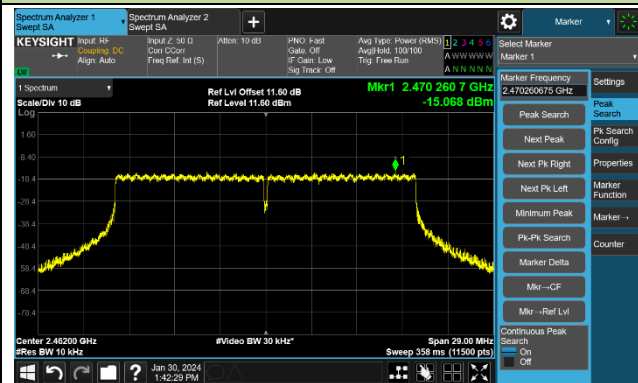 Spectrum Analyzer 1
Swept SA
Spectrum Analyzer 2
Swept SA
+
Marker
KEYSIGHT
Input: RF
Coupling: DC
Align: Auto
Input Z: 50 Ω
Corr CCorr
Freq Ref: Int (S)
Atten: 10 dB
PNO: Fast
Gate: Off
IF Gain: Low
Sig Track: Off
Avg Type: Power (RMS)
Avg|Hold: 100/100
Trig: Free Run
1 2 3 4 5 6
A W W W W W
A N N N N N
LNI
Select Marker
Marker 1
1 Spectrum
Scale/Div 10 dB
Log
Ref Lvl Offset 11.60 dB
Ref Level 11.60 dBm
Mkr1 2.470 260 7 GHz
-15.068 dBm
1.60
-8.40
-18.4
-28.4
-38.4
-48.4
-58.4
-68.4
-78.4
1
Center 2.46200 GHz
#Res BW 10 kHz
#Video BW 30 kHz*
Span 29.00 MHz
Sweep 358 ms (11500 pts)
Marker Frequency
2.470260675 GHz
Peak Search
Next Peak
Next Pk Right
Next Pk Left
Minimum Peak
Pk-Pk Search
Marker Delta
Mkr→CF
Mkr→Ref Lvl
Continuous Peak
Search
On
Off
Settings
Peak
Search
Pk Search
Config
Properties
Marker
Function
Marker→
Counter
?
Jan 30, 2024
1:42:29 PM